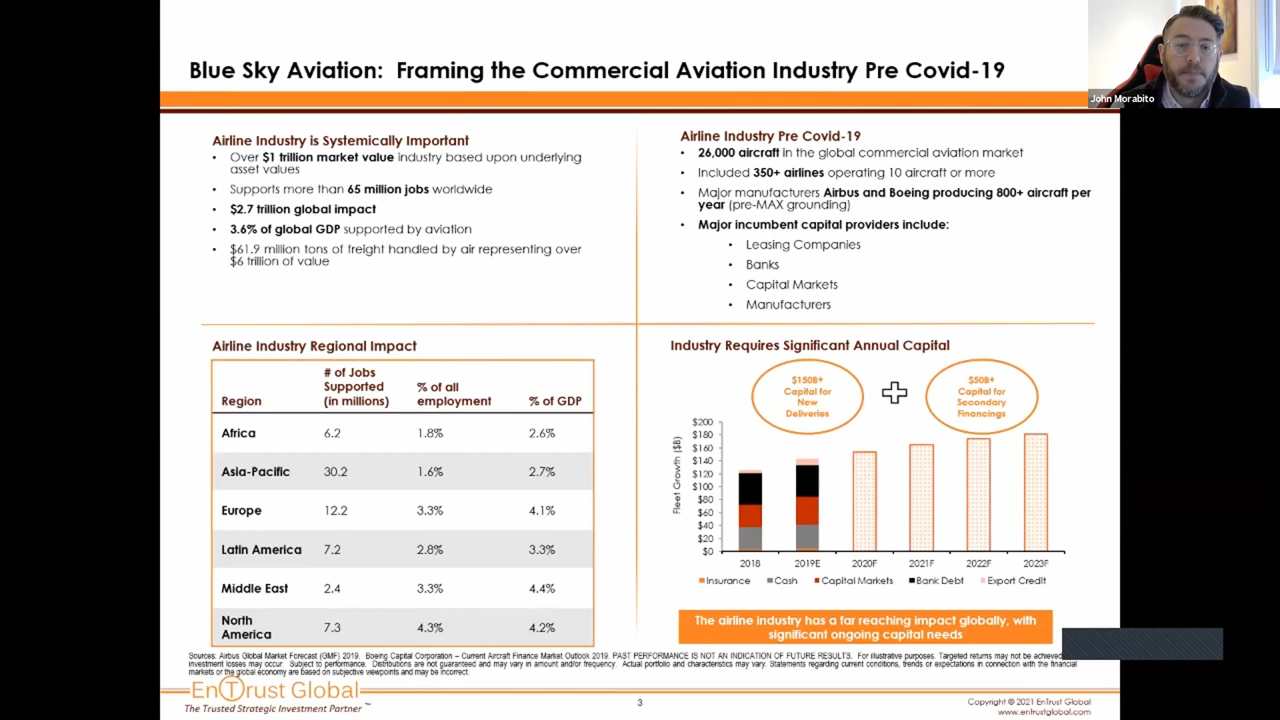 Blue Sky Aviation: Framing the Commercial Aviation Industry Pre Covid-19
John Morabito
Airline Industry is Systemically Important
• Over $1 trillion market value industry based upon underlying
asset values
• Supports more than 65 million jobs worldwide
• $2.7 trillion global impact
• 3.6% of global GDP supported by aviation
• $61.9 million tons of freight handled by air representing over
$6 trillion of value
Airline Industry Pre Covid-19
• 26,000 aircraft in the global commercial aviation market
• Included 350+ airlines operating 10 aircraft or more
• Major manufacturers Airbus and Boeing producing 800+ aircraft per
year (pre-MAX grounding)
• Major incumbent capital providers include:
• Leasing Companies
• Banks
• Capital Markets
• Manufacturers
Airline Industry Regional Impact
Region # of Jobs Supported (in millions) % of all employment % of GDP
Africa 6.2 1.8% 2.6%
Asia-Pacific 30.2 1.6% 2.7%
Europe 12.2 3.3% 4.1%
Latin America 7.2 2.8% 3.3%
Middle East 2.4 3.3% 4.4%
North America 7.3 4.3% 4.2%
Industry Requires Significant Annual Capital
$150B+
Capital for
New
Deliveries
$50B+
Capital for
Secondary
Financings
Fleet Growth ($B)
$200
$180
$160
$140
$120
$100
$80
$60
$40
$20
$0
2018 2019E 2020F 2021F 2022F 2023F
Insurance Cash Capital Markets Bank Debt Export Credit
The airline industry has a far reaching impact globally, with
significant ongoing capital needs
Sources: Airbus Global Market Forecast (GMF) 2019. Boeing Capital Corporation – Current Aircraft Finance Market Outlook 2019. PAST PERFORMANCE IS NOT AN INDICATION OF FUTURE RESULTS. For illustrative purposes. Targeted returns may not be achieved
investment losses may occur. Subject to performance. Distributions are not guaranteed and may vary in amount and/or frequency. Actual portfolio and characteristics may vary. Statements regarding current conditions, trends or expectations in connection with the financial
markets or the global economy are based on subjective viewpoints and may be incorrect.
EnTrust Global
The Trusted Strategic Investment Partner ™
3
Copyright © 2021 EnTrust Global
www.entrustglobal.com